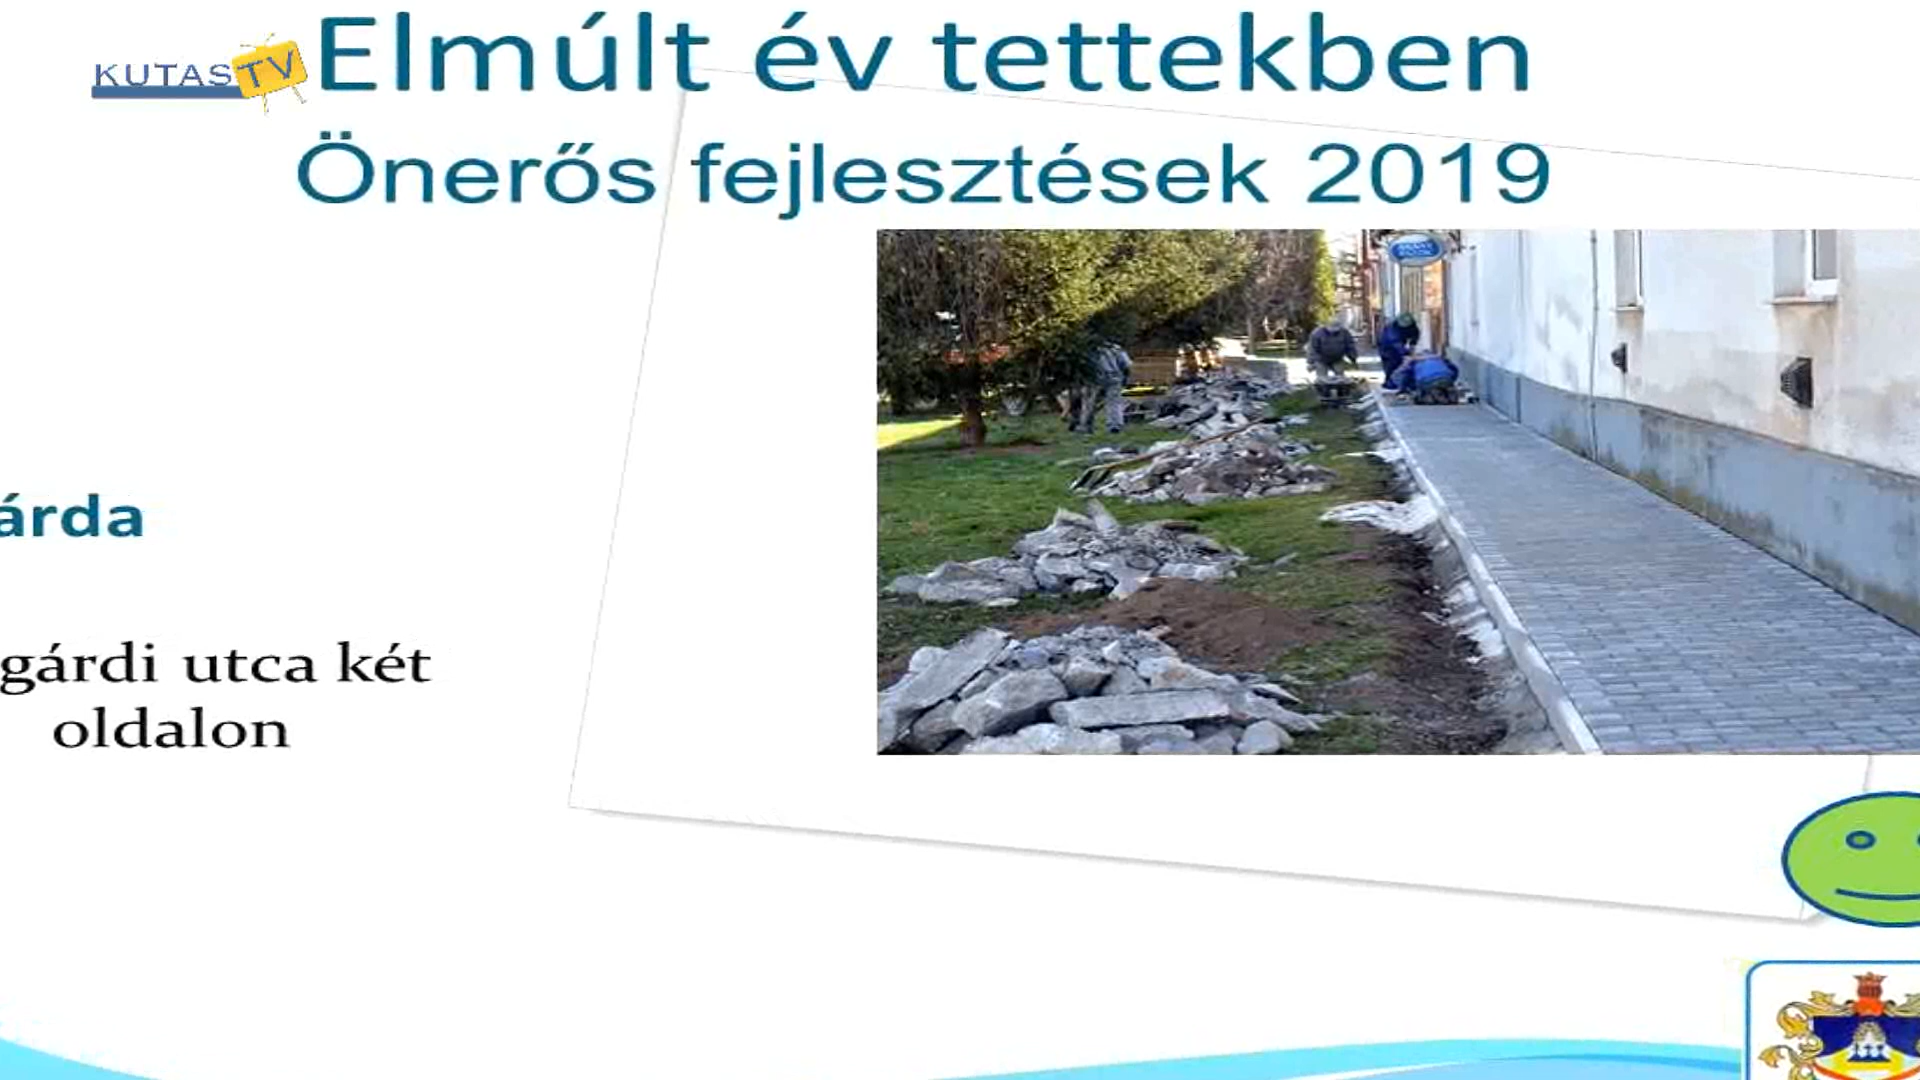 KUTAS TV
Elmúlt év tettekben
Önerős fejlesztések 2019
árda
gárdi utca két
oldalon